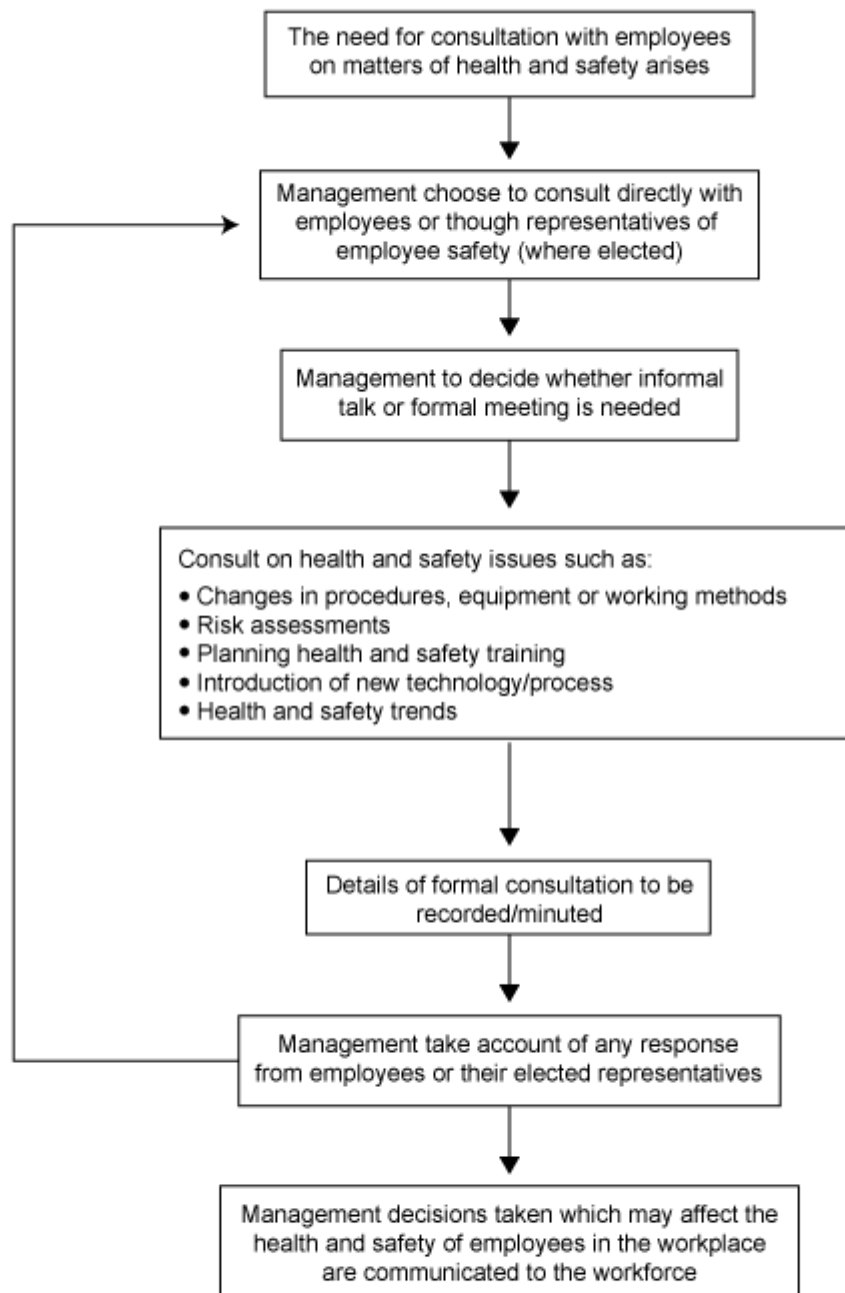 The need for consultation with employees
on matters of health and safety arises
Management choose to consult directly with
employees or though representatives of
employee safety (where elected)
Management to decide whether informal
talk or formal meeting is needed
Consult on health and safety issues such as:
• Changes in procedures, equipment or working methods
• Risk assessments
• Planning health and safety training
• Introduction of new technology/process
• Health and safety trends
Details of formal consultation to be
recorded/minuted
Management take account of any response
from employees or their elected representatives
Management decisions taken which may affect the
health and safety of employees in the workplace
are communicated to the workforce